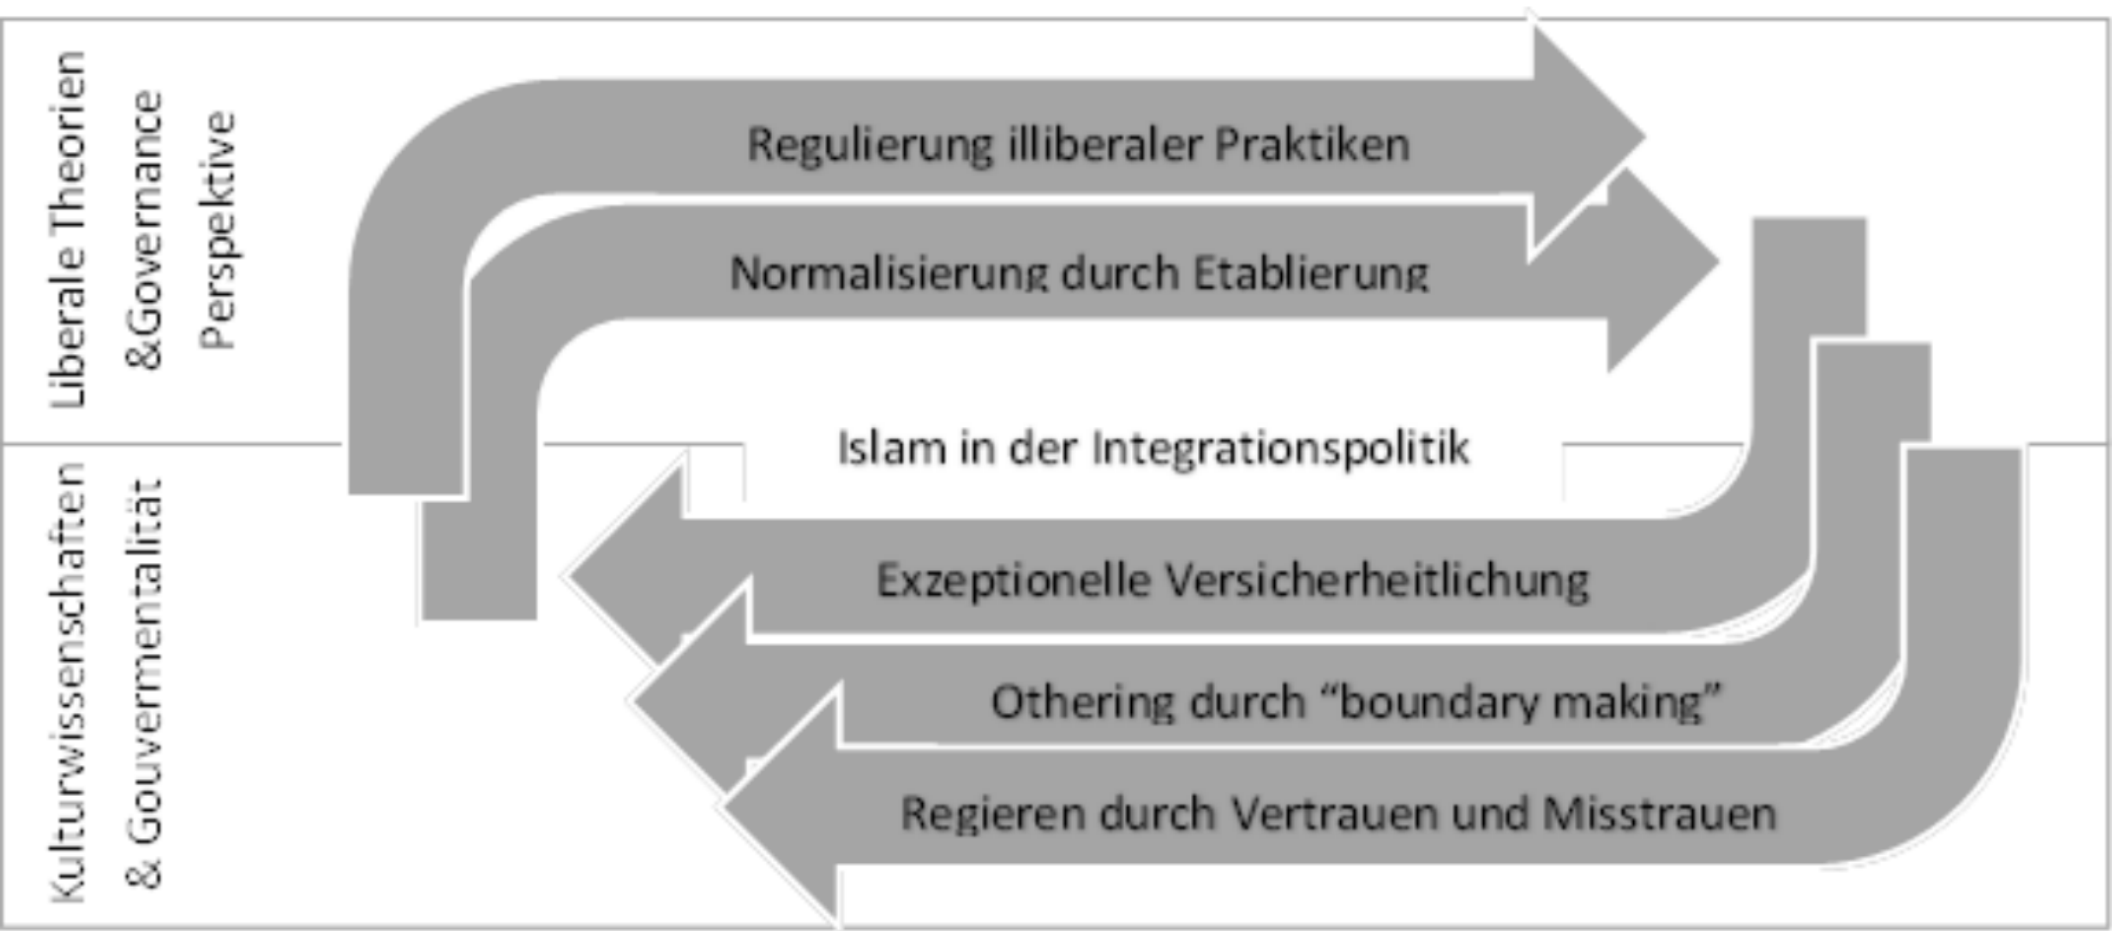 Liberale Theorien
&Governance
Perspektive
Regulierung illiberaler Praktiken
Normalisierung durch Etablierung
Islam in der Integrationspolitik
Kulturwissenschaften
& Gouvermentalität
Exzeptionelle Versicherheitlichung
Othering durch “boundary making”
Regieren durch Vertrauen und Misstrauen